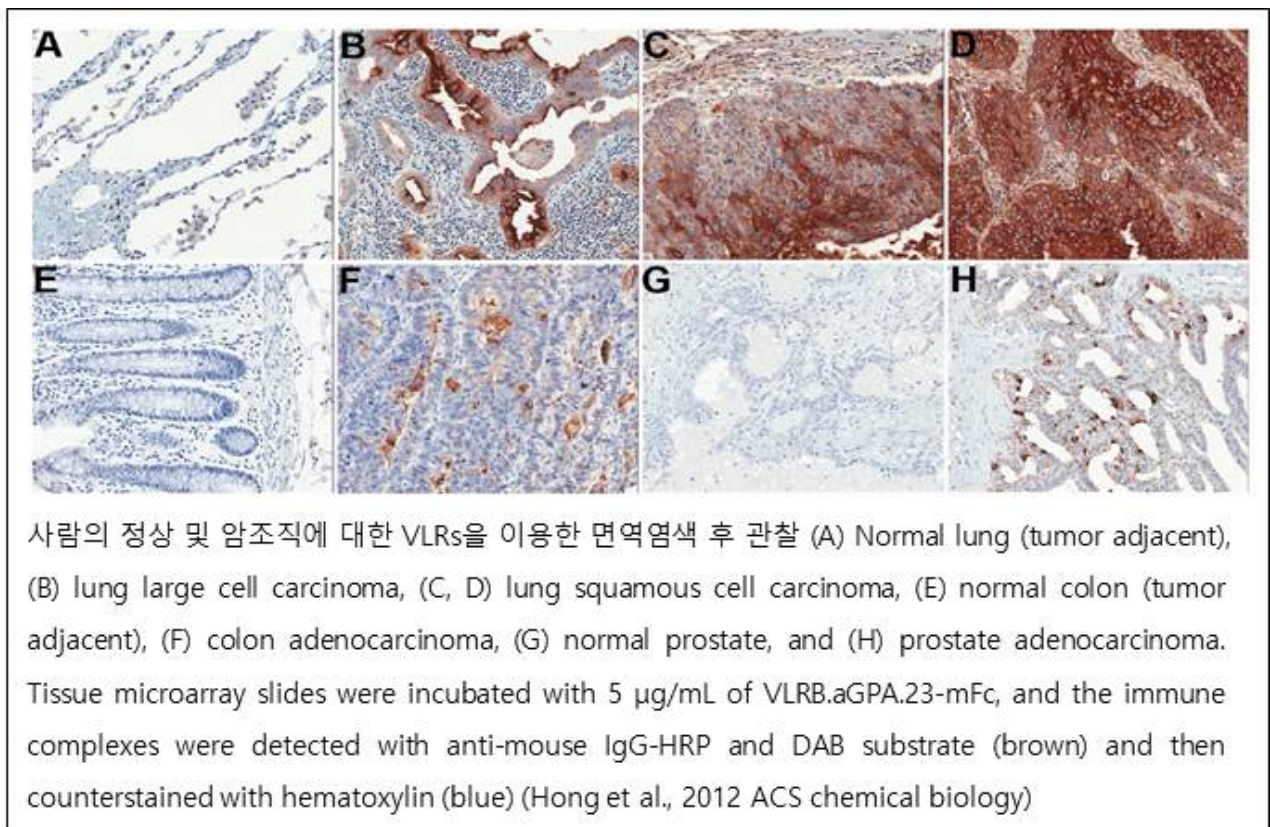 A B C D
E F G H
사람의 정상 및 암조직에 대한 VLRs을 이용한 면역염색 후 관찰 (A) Normal lung (tumor adjacent),
(B) lung large cell carcinoma, (C, D) lung squamous cell carcinoma, (E) normal colon (tumor
adjacent), (F) colon adenocarcinoma, (G) normal prostate, and (H) prostate adenocarcinoma.
Tissue microarray slides were incubated with 5 μg/mL of VLRB.aGPA.23-mFc, and the immune
complexes were detected with anti-mouse IgG-HRP and DAB substrate (brown) and then
counterstained with hematoxylin (blue) (Hong et al., 2012 ACS chemical biology)